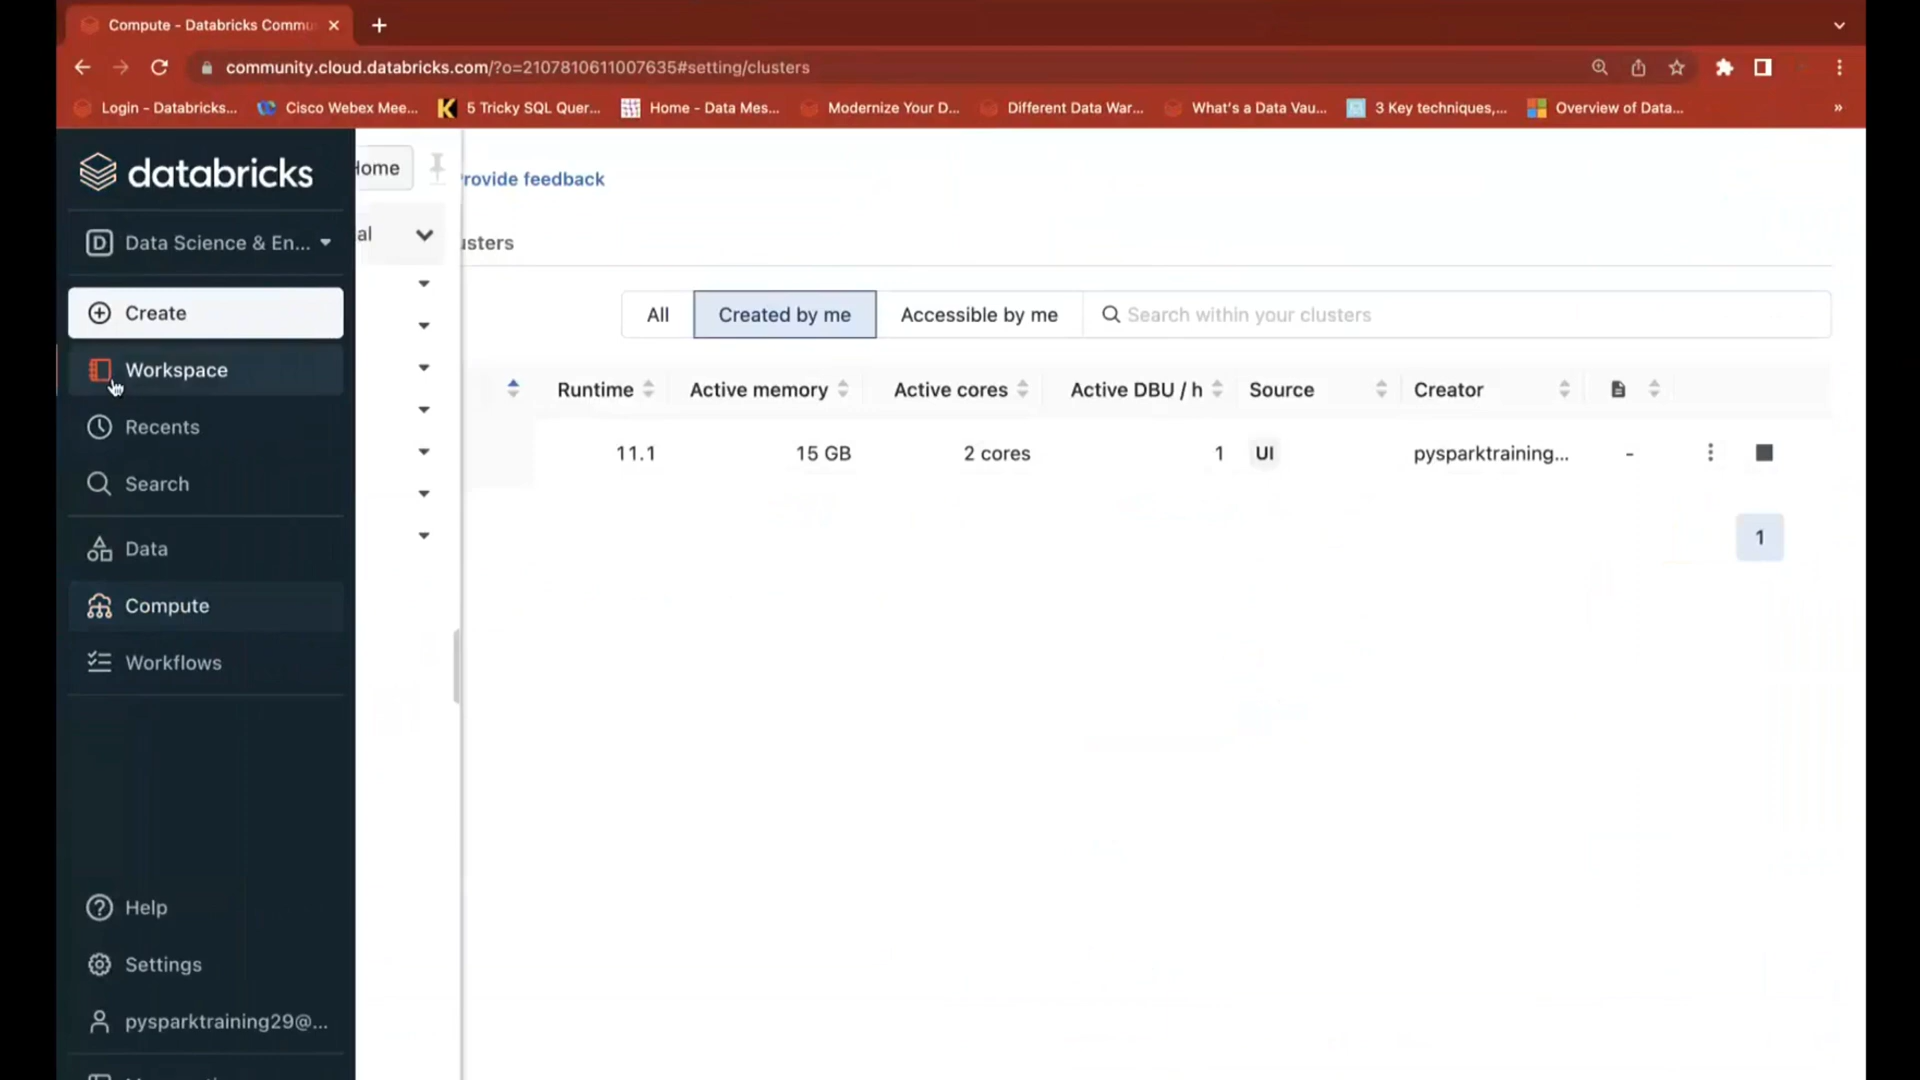 Compute - Databricks Commu
community.cloud.databricks.com/?o=2107810611007635#setting/clusters
Login - Databricks... Cisco Webex Mee... 5 Tricky SQL Quer... Home - Data Mes... Modernize Your D... Different Data War... What's a Data Vau... 3 Key techniques,... Overview of Data... »
databricks
Home
rovide feedback
Data Science & En...
al
usters
Create
All Created by me Accessible by me Search within your clusters
Workspace
Runtime Active memory Active cores Active DBU / h Source Creator
Recents
11.1 15 GB 2 cores 1 UI pysparktraining... -
Search
1
Data
Compute
Workflows
Help
Settings
pysparktraining29@...